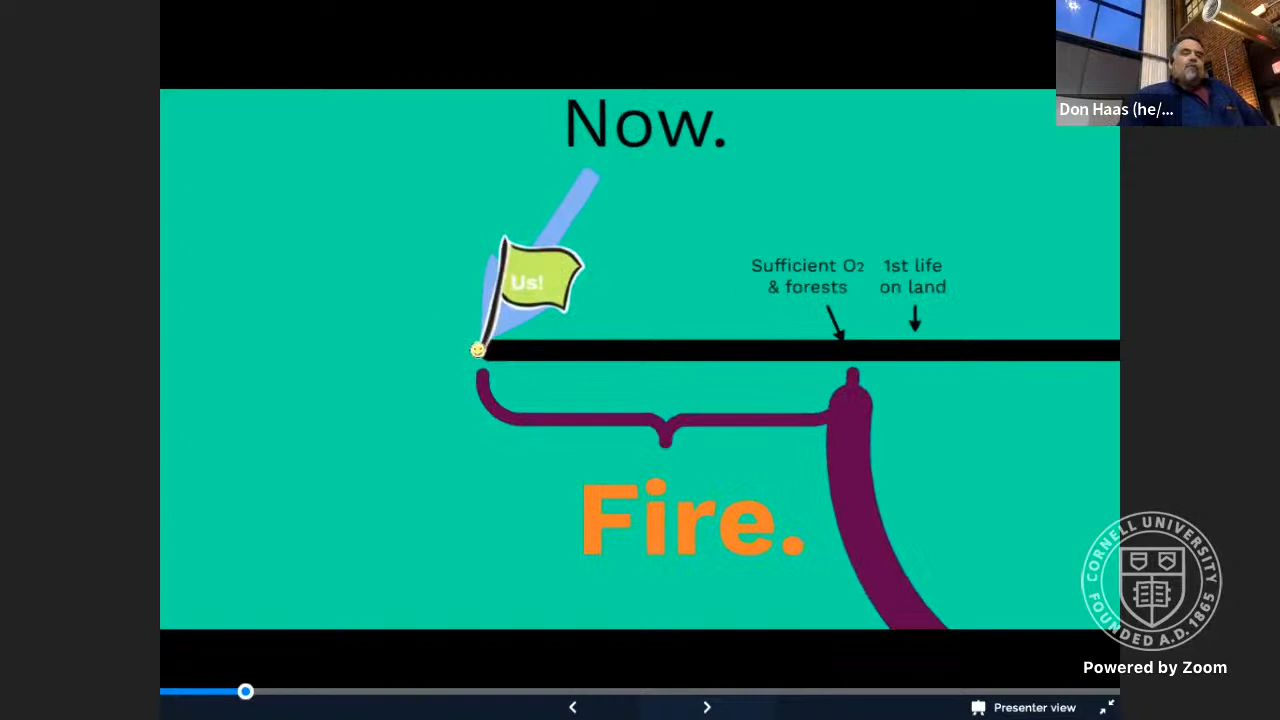 Now.
Don Haas (he/...
Us!
Sufficient O2
& forests
1st life
on land
Fire.
CORNELL UNIVERSITY
FOUNDED A.D. 1865
Powered by Zoom
Presenter view